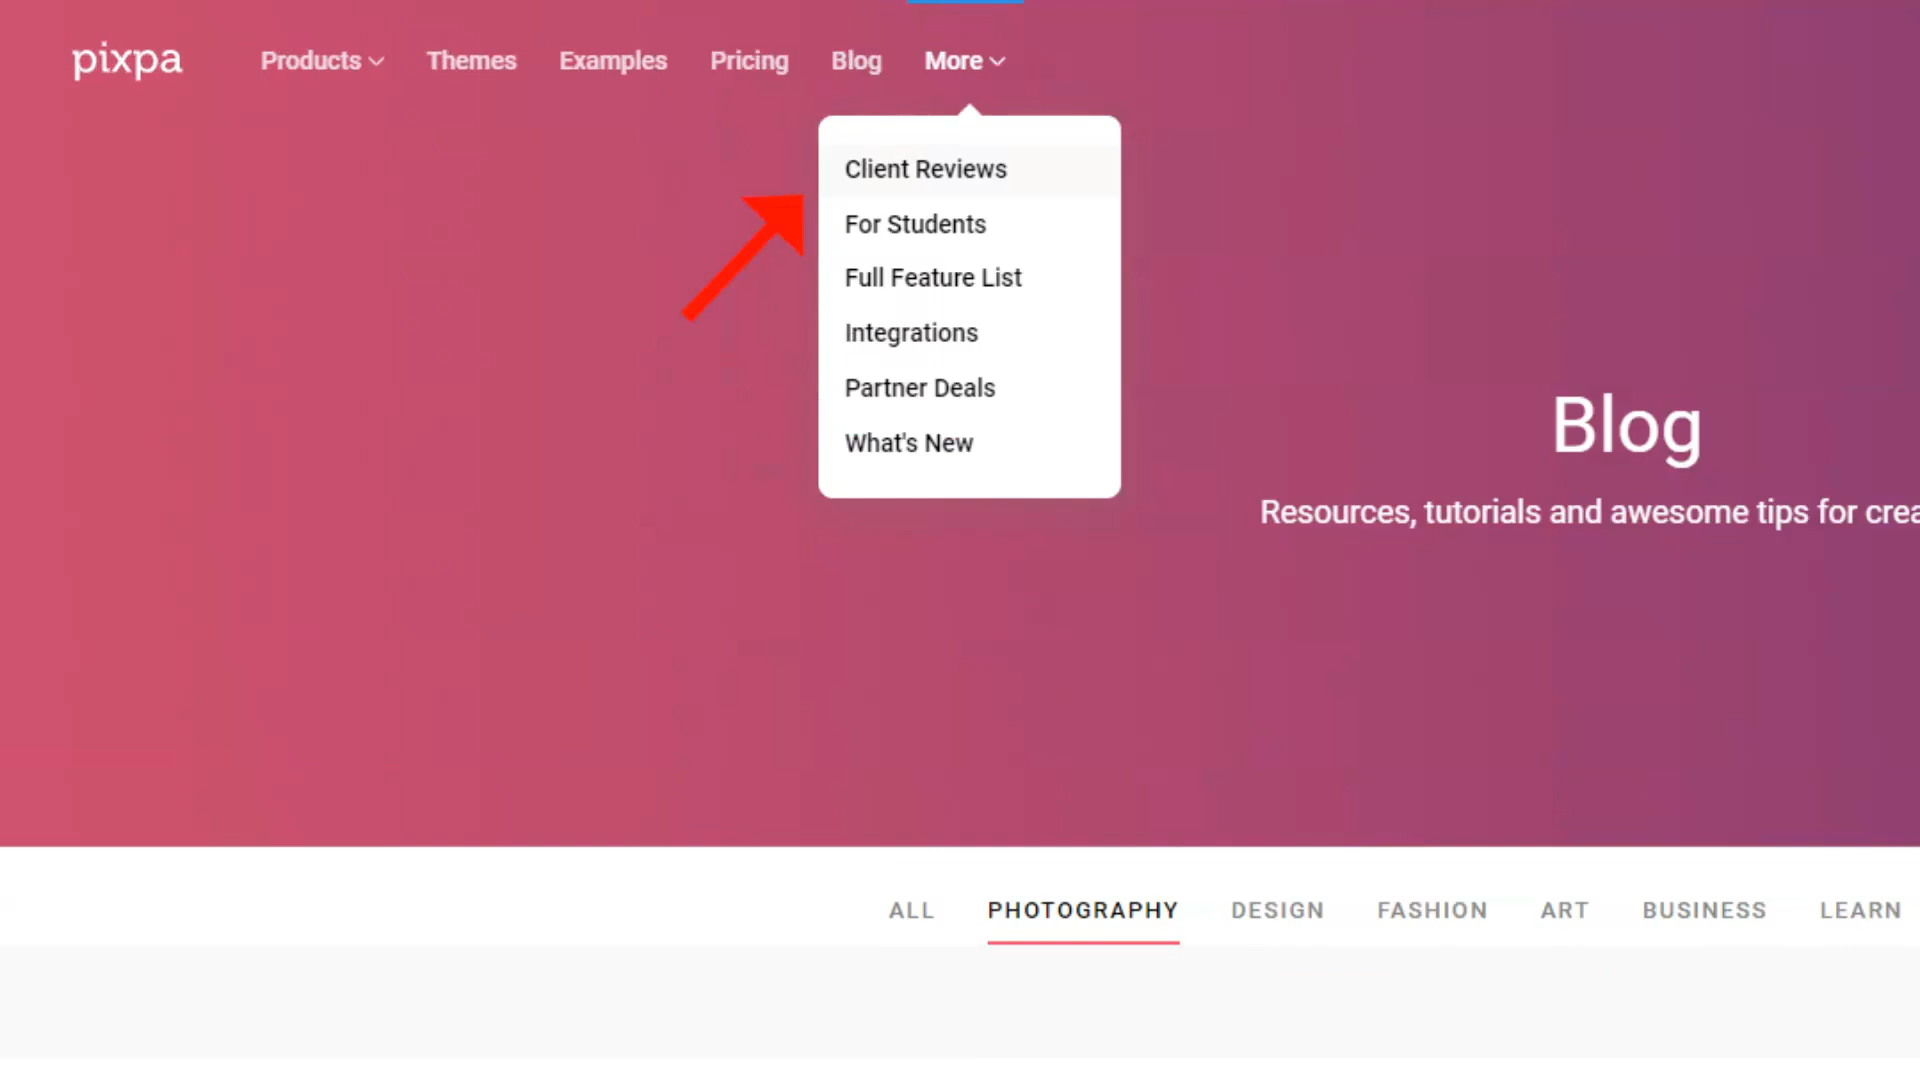 pixpa Products Themes Examples Pricing Blog More
Client Reviews
For Students
Full Feature List
Integrations
Partner Deals
What's New
Blog
Resources, tutorials and awesome tips for crea
ALL PHOTOGRAPHY DESIGN FASHION ART BUSINESS LEARN